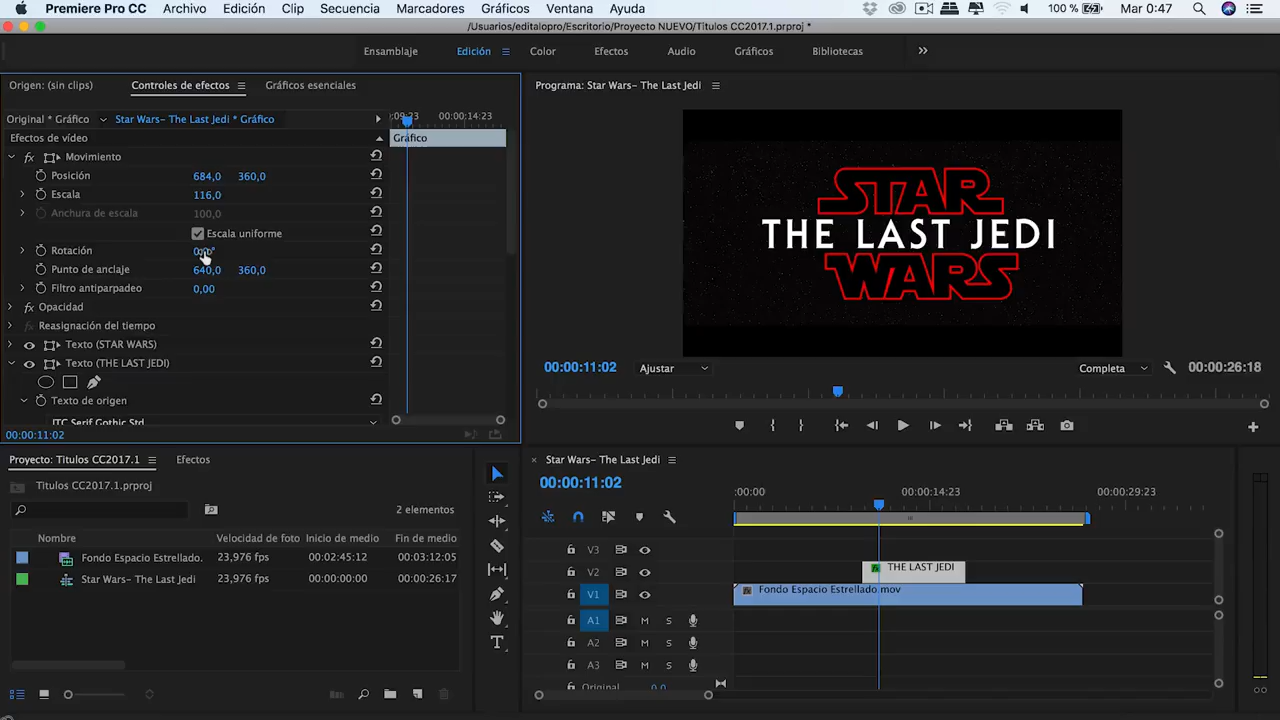 Premiere Pro CC Archivo Edición Clip Secuencia Marcadores Gráficos Ventana Ayuda 100 % Mar 0:47
/Usuarios/editalopro/Escritorio/Proyecto NUEVO/Titulos CC2017.1.prproj *
Ensamblaje Edición Color Efectos Audio Gráficos Bibliotecas
Origen: (sin clips) Controles de efectos Gráficos esenciales
Programa: Star Wars- The Last Jedi
Original * Gráfico Star Wars- The Last Jedi * Gráfico
:09:23 00:00:14:23
Efectos de vídeo
Gráfico
Movimiento
Posición 684,0 360,0
Escala 116,0
Anchura de escala 100,0
Escala uniforme
Rotación
Punto de anclaje 640,0 360,0
Filtro antiparpadeo 0,00
Opacidad
Reasignación del tiempo
Texto (STAR WARS)
Texto (THE LAST JEDI)
Texto de origen
ITC Serif Gothic Std
00:00:11:02
STAR
THE LAST JEDI
WARS
00:00:11:02 Ajustar Completa 00:00:26:18
Proyecto: Titulos CC2017.1 Efectos
Titulos CC2017.1.prproj
2 elementos
Nombre Velocidad de foto Inicio de medio Fin de medio
Fondo Espacio Estrellado. 23,976 fps 00:02:45:12 00:03:12:05
Star Wars- The Last Jedi 23,976 fps 00:00:00:00 00:00:26:17
Star Wars- The Last Jedi
00:00:11:02
:00:00 00:00:14:23 00:00:29:23
V3
V2 THE LAST JEDI
V1 Fondo Espacio Estrellado.mov
A1 M S
A2 M S
A3 M S
Original 0,0